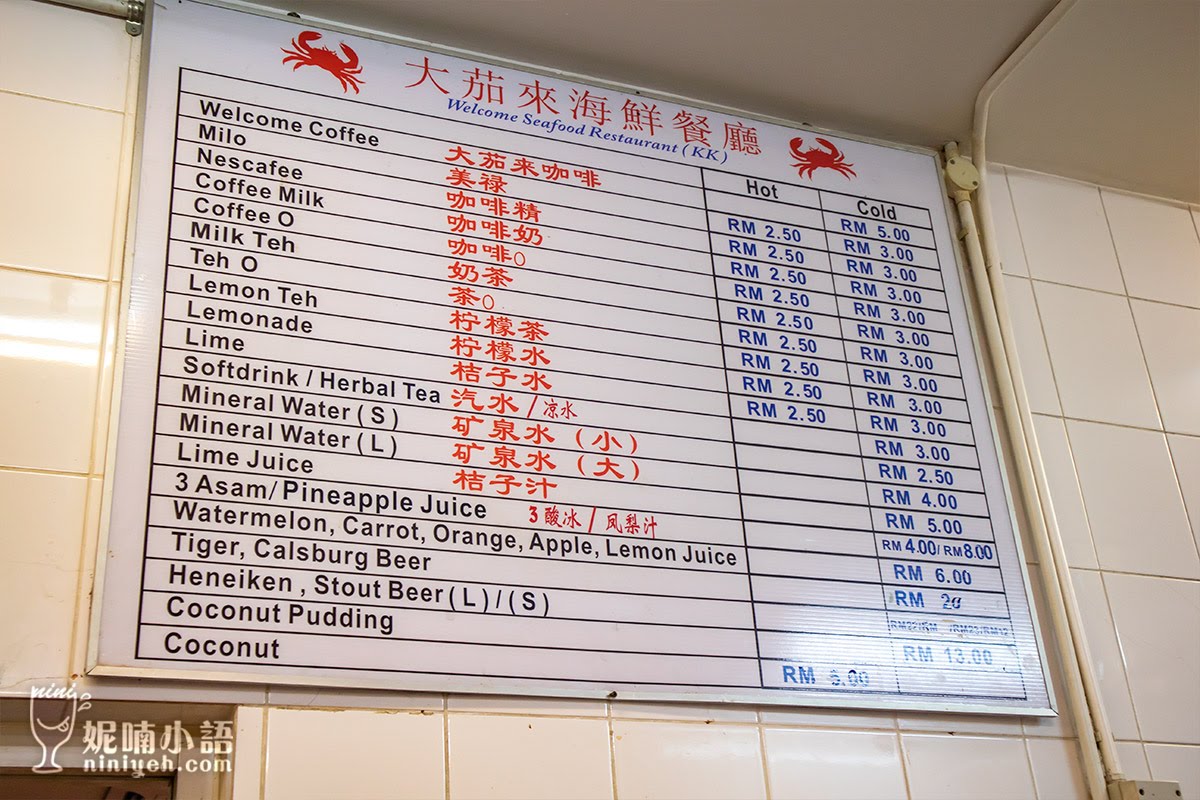 大茄來海鮮餐廳
Welcome Seafood Restaurant (KK)
Hot Cold
Welcome Coffee 大茄来咖啡 RM 5.00
Milo 美禄 RM 2.50 RM 3.00
Nescafee 咖啡精 RM 2.50 RM 3.00
Coffee Milk 咖啡奶 RM 2.50 RM 3.00
Coffee O 咖啡O RM 2.50 RM 3.00
Milk Teh 奶茶 RM 2.50 RM 3.00
Teh O 茶O RM 2.50 RM 3.00
Lemon Teh 柠檬茶 RM 2.50 RM 3.00
Lemonade 柠檬水 RM 2.50 RM 3.00
Lime 桔子水 RM 2.50 RM 3.00
Softdrink / Herbal Tea 汽水 / 凉水 RM 3.00
Mineral Water ( S ) 矿泉水 (小) RM 2.50
Mineral Water ( L ) 矿泉水 (大) RM 4.00
Lime Juice 桔子汁 RM 5.00
3 Asam/ Pineapple Juice 3 酸冰 / 凤梨汁 RM 4.00/ RM 8.00
Watermelon, Carrot, Orange, Apple, Lemon Juice RM 6.00
Tiger, Calsburg Beer RM 20
Heneiken , Stout Beer ( L ) / ( S )
Coconut Pudding RM 13.00
Coconut RM
nini
妮喃小語
niniyeh.com